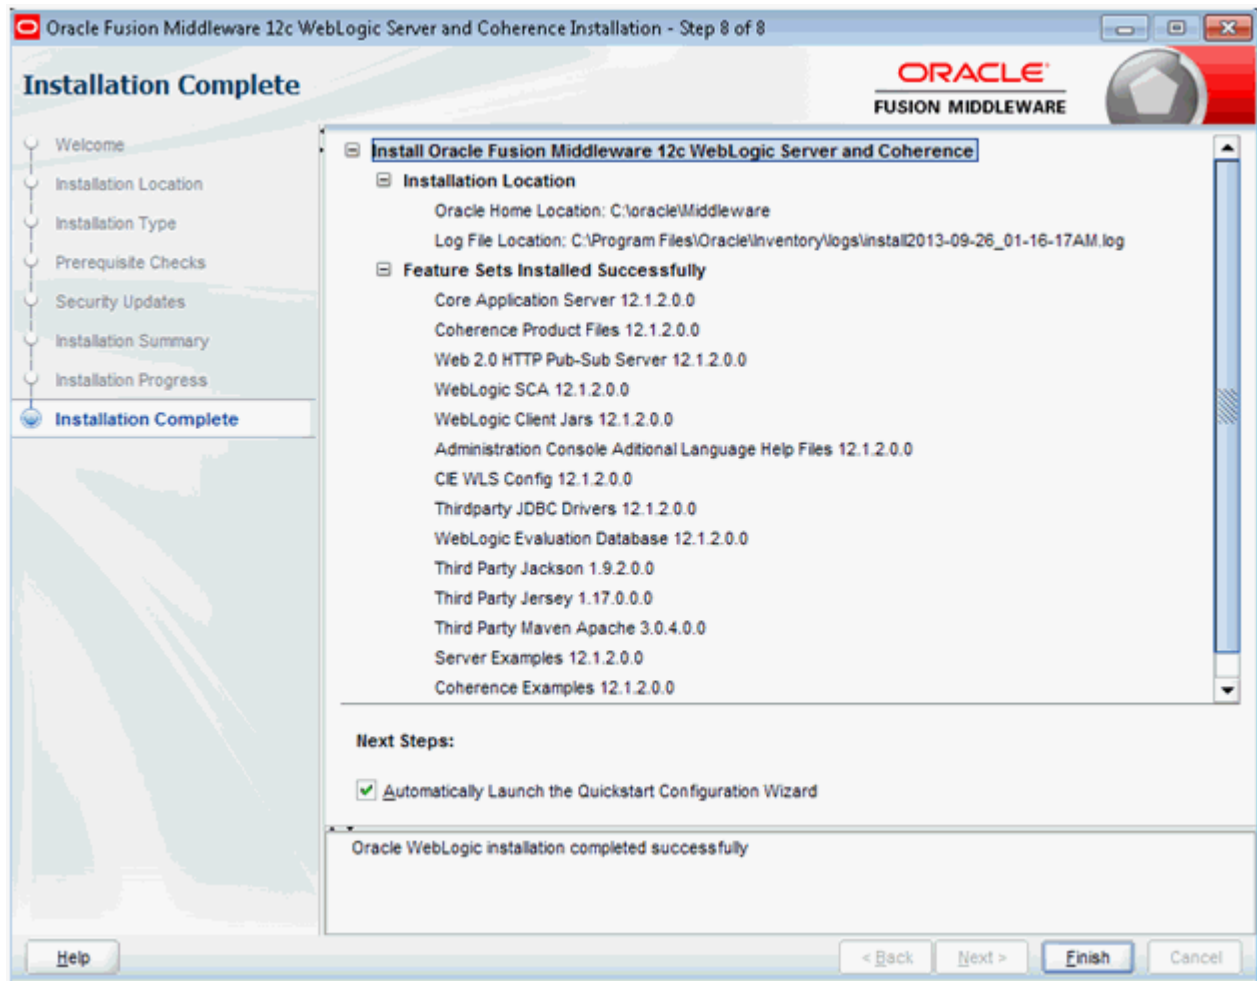 Oracle Fusion Middleware 12c WebLogic Server and Coherence Installation - Step 8 of 8
Installation Complete
ORACLE
FUSION MIDDLEWARE
Welcome
Installation Location
Installation Type
Prerequisite Checks
Security Updates
Installation Summary
Installation Progress
Installation Complete
Install Oracle Fusion Middleware 12c WebLogic Server and Coherence
Installation Location
Oracle Home Location: C:\oracle\Middleware
Log File Location: C:\Program Files\Oracle\Inventory\logs\install2013-09-26_01-16-17AM.log
Feature Sets Installed Successfully
Core Application Server 12.1.2.0.0
Coherence Product Files 12.1.2.0.0
Web 2.0 HTTP Pub-Sub Server 12.1.2.0.0
WebLogic SCA 12.1.2.0.0
WebLogic Client Jars 12.1.2.0.0
Administration Console Aditional Language Help Files 12.1.2.0.0
CIE WLS Config 12.1.2.0.0
Thirdparty JDBC Drivers 12.1.2.0.0
WebLogic Evaluation Database 12.1.2.0.0
Third Party Jackson 1.9.2.0.0
Third Party Jersey 1.17.0.0.0
Third Party Maven Apache 3.0.4.0.0
Server Examples 12.1.2.0.0
Coherence Examples 12.1.2.0.0
Next Steps:
Automatically Launch the Quickstart Configuration Wizard
Oracle WebLogic installation completed successfully
Help
< Back
Next >
Finish
Cancel